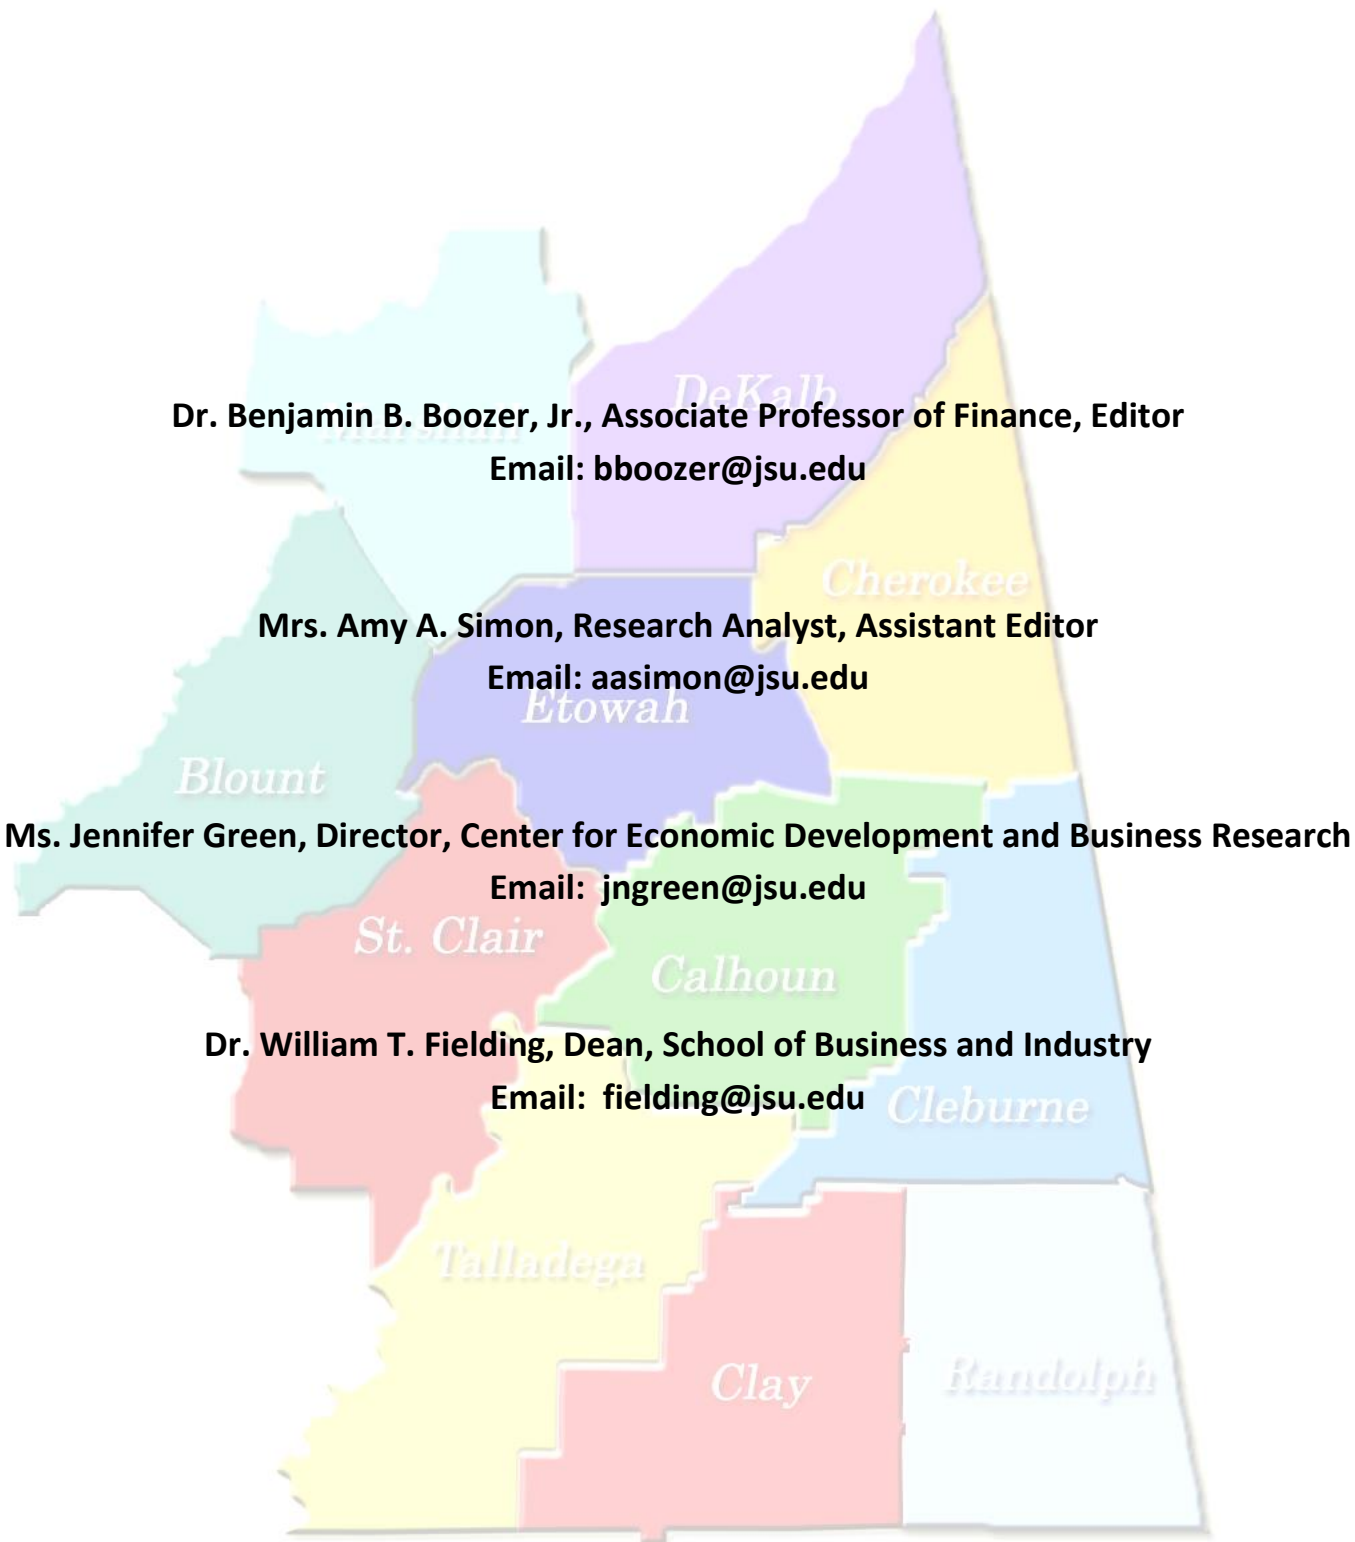 DeKalb
Marshall
Dr. Benjamin B. Boozer, Jr., Associate Professor of Finance, Editor
Email: bboozer@jsu.edu
Cherokee
Mrs. Amy A. Simon, Research Analyst, Assistant Editor
Email: aasimon@jsu.edu
Etowah
Blount
Ms. Jennifer Green, Director, Center for Economic Development and Business Research
Email: jngreen@jsu.edu
St. Clair
Calhoun
Dr. William T. Fielding, Dean, School of Business and Industry
Email: fielding@jsu.edu
Cleburne
Talladega
Clay
Randolph